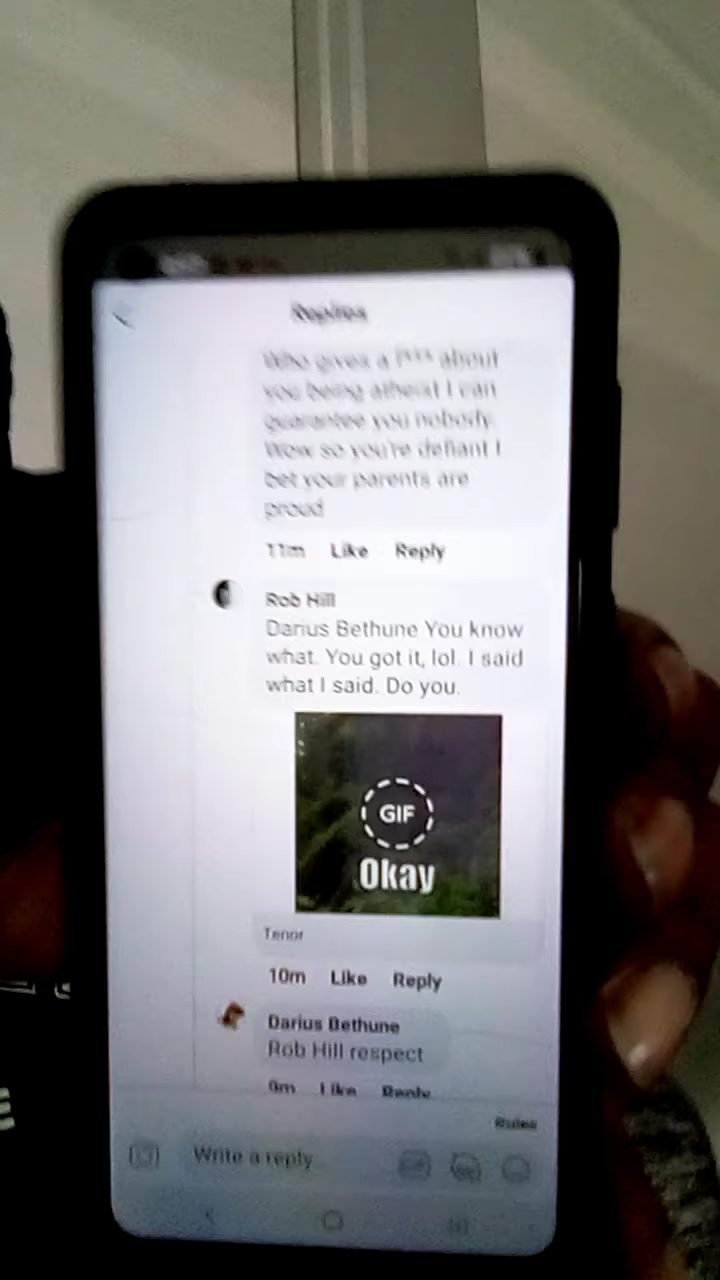 Replies
Who gives a f*** about
you being atheist I can
guarantee you nobody.
Wow so you're defiant I
bet your parents are
proud
11m Like Reply
Rob Hill
Darius Bethune You know
what. You got it, lol. I said
what I said. Do you.
GIF
Okay
Tenor
10m Like Reply
Darius Bethune
Rob Hill respect
9m Like Reply
Rules
Write a reply